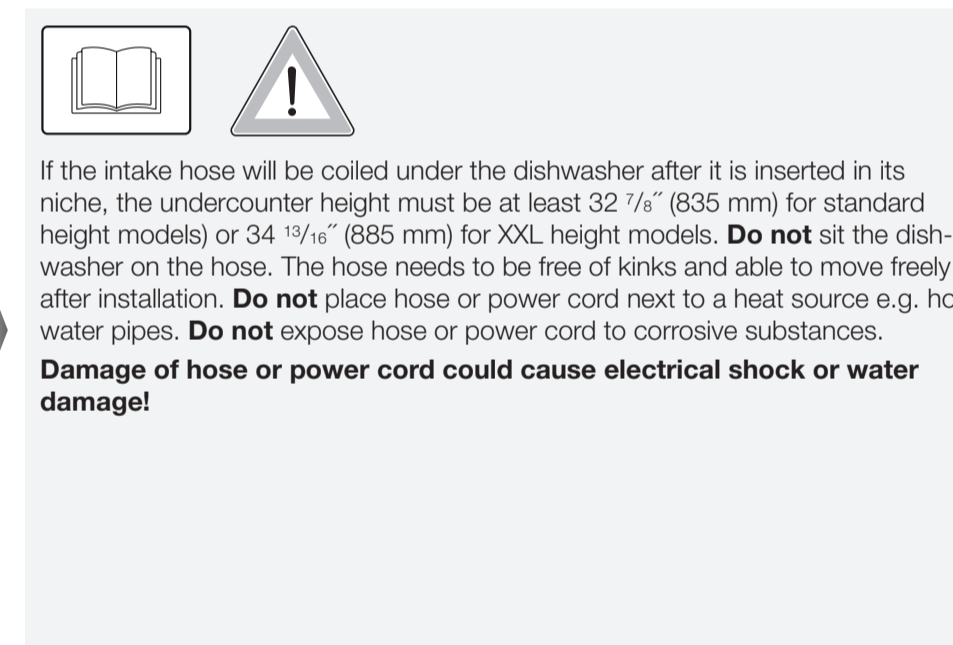 If the intake hose will be coiled under the dishwasher after it is inserted in its
niche, the undercounter height must be at least 32 7/8˝ (835 mm) for standard
height models) or 34 13/16˝ (885 mm) for XXL height models. Do not sit the dish-
washer on the hose. The hose needs to be free of kinks and able to move freely
after installation. Do not place hose or power cord next to a heat source e.g.
water pipes. Do not expose hose or power cord to corrosive substances.
Damage of hose or power cord could cause electrical shock or water
damage!